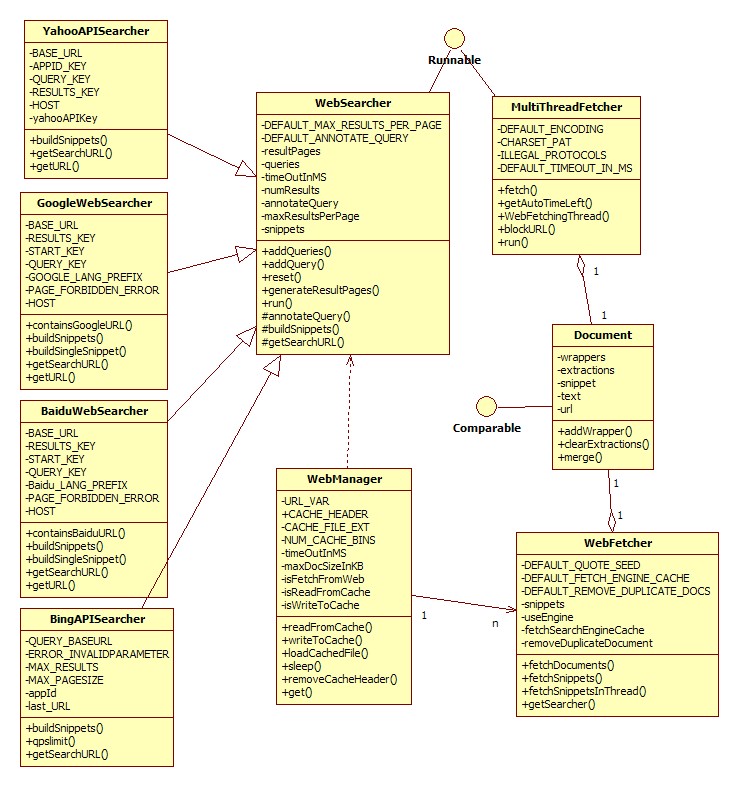 YahooAPISearcher
-BASE_URL
-APPID_KEY
-QUERY_KEY
-RESULTS_KEY
-HOST
-yahooAPIKey
+buildSnippets()
+getSearchURL()
+getURL()
GoogleWebSearcher
-BASE_URL
-RESULTS_KEY
-START_KEY
-QUERY_KEY
-GOOGLE_LANG_PREFIX
-PAGE_FORBIDDEN_ERROR
-HOST
+containsGoogleURL()
+buildSnippets()
+buildSingleSnippet()
+getSearchURL()
+getURL()
BaiduWebSearcher
-BASE_URL
-RESULTS_KEY
-START_KEY
-QUERY_KEY
-Baidu_LANG_PREFIX
-PAGE_FORBIDDEN_ERROR
-HOST
+containsBaiduURL()
+buildSnippets()
+buildSingleSnippet()
+getSearchURL()
+getURL()
BingAPISearcher
-QUERY_BASEURL
-ERROR_INVALIDPARAMETER
-MAX_RESULTS
-MAX_PAGESIZE
-appId
-last_URL
+buildSnippets()
+qpslimit()
+getSearchURL()
WebSearcher
-DEFAULT_MAX_RESULTS_PER_PAGE
-DEFAULT_ANNOTATE_QUERY
-resultPages
-queries
-timeOutInMS
-numResults
-annotateQuery
-maxResultsPerPage
-snippets
+addQueries()
+addQuery()
+reset()
+generateResultPages()
+run()
#annotateQuery()
#buildSnippets()
#getSearchURL()
WebManager
-URL_VAR
+CACHE_HEADER
-CACHE_FILE_EXT
-NUM_CACHE_BINS
-timeOutInMS
-maxDocSizeInKB
-isFetchFromWeb
-isReadFromCache
-isWriteToCache
+readFromCache()
+writeToCache()
+loadCachedFile()
+sleep()
+removeCacheHeader()
+get()
Runnable
MultiThreadFetcher
-DEFAULT_ENCODING
-CHARSET_PAT
-ILLEGAL_PROTOCOLS
-DEFAULT_TIMEOUT_IN_MS
+fetch()
+getAutoTimeLeft()
+WebFetchingThread()
+blockURL()
+run()
1
1
Document
-wrappers
-extractions
-snippet
-text
-url
+addWrapper()
+clearExtractions()
+merge()
Comparable
1
1
WebFetcher
-DEFAULT_QUOTE_SEED
-DEFAULT_FETCH_ENGINE_CACHE
-DEFAULT_REMOVE_DUPLICATE_DOCS
-snippets
-useEngine
-fetchSearchEngineCache
-removeDuplicateDocument
+fetchDocuments()
+fetchSnippets()
+fetchSnippetsInThread()
+getSearcher()
1
n